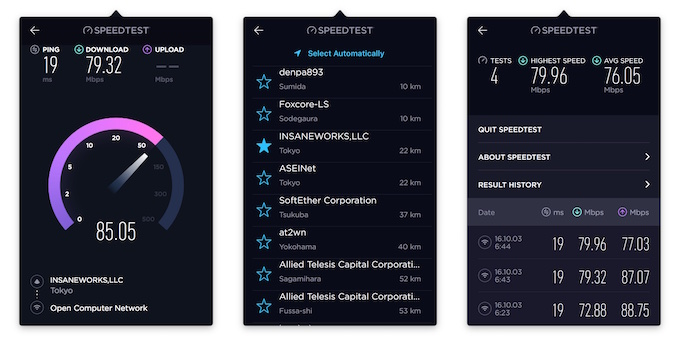 SPEEDTEST
PING DOWNLOAD UPLOAD
19 79.32 — —
ms Mbps Mbps
10 20
5
2
1
0
150
300
500
85.05
INSANEWORKS,LLC
Tokyo
Open Computer Network
SPEEDTEST
Select Automatically
denpa893
Sumida 10 km
Foxcore-LS
Sodegaura 10 km
INSANEWORKS,LLC
Tokyo 22 km
ASEINet
Tokyo 22 km
SoftEther Corporation
Tsukuba 37 km
at2wn
Yokohama 40 km
Allied Telesis Capital Corporati...
Sagamihara 52 km
Allied Telesis Capital Corporati...
Fussa-shi 53 km
SPEEDTEST
TESTS HIGHEST SPEED AVG SPEED
4 79.96 76.05
Mbps Mbps
QUIT SPEEDTEST
ABOUT SPEEDTEST
RESULT HISTORY
Date ms Mbps Mbps
16.10.03
6:44
19 79.96 77.03
16.10.03
6:43
19 79.32 87.07
16.10.03
6:23
19 72.88 88.75